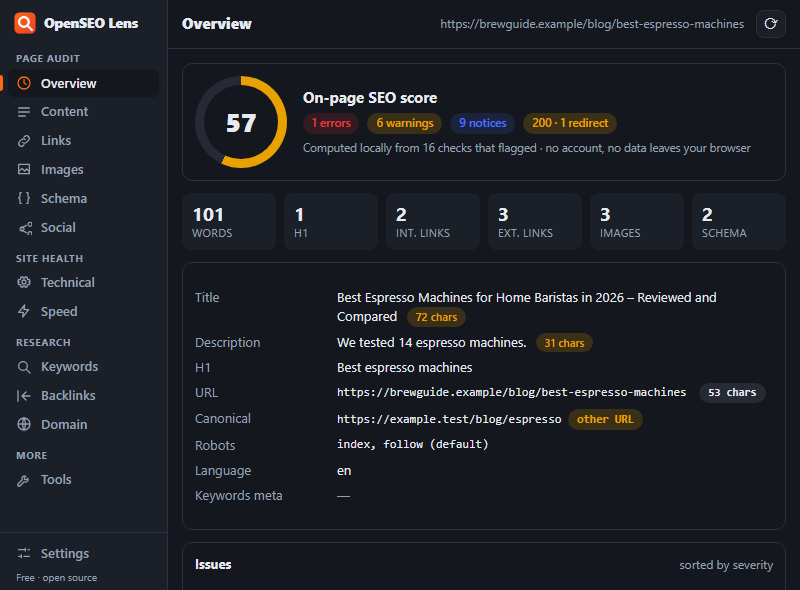 OpenSEO Lens
PAGE AUDIT
Overview
Content
Links
Images
Schema
Social
SITE HEALTH
Technical
Speed
RESEARCH
Keywords
Backlinks
Domain
MORE
Tools
Settings
Free · open source
Overview
https://brewguide.example/blog/best-espresso-machines
57
On-page SEO score
1 errors 6 warnings 9 notices 200 · 1 redirect
Computed locally from 16 checks that flagged · no account, no data leaves your browser
101 1 2 3 3 2
WORDS H1 INT. LINKS EXT. LINKS IMAGES SCHEMA
Title Best Espresso Machines for Home Baristas in 2026 – Reviewed and
Compared 72 chars
Description We tested 14 espresso machines. 31 chars
H1 Best espresso machines
URL https://brewguide.example/blog/best-espresso-machines 53 chars
Canonical https://example.test/blog/espresso other URL
Robots index, follow (default)
Language en
Keywords meta —
Issues sorted by severity